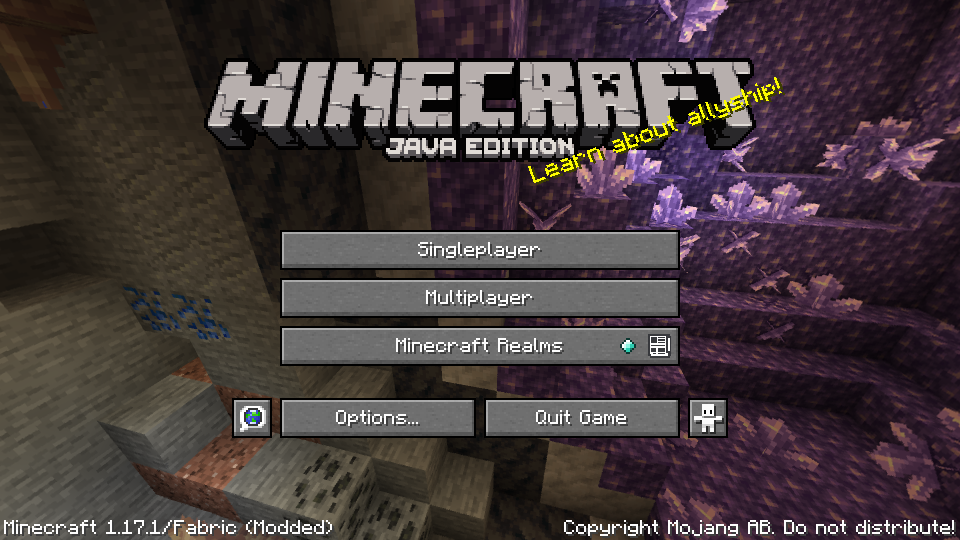 MINECRAFT
JAVA EDITION
Learn about allyship!
Singleplayer
Multiplayer
Minecraft Realms
Options...
Quit Game
Minecraft 1.17.1/Fabric (Modded)
Copyright Mojang AB. Do not distribute!